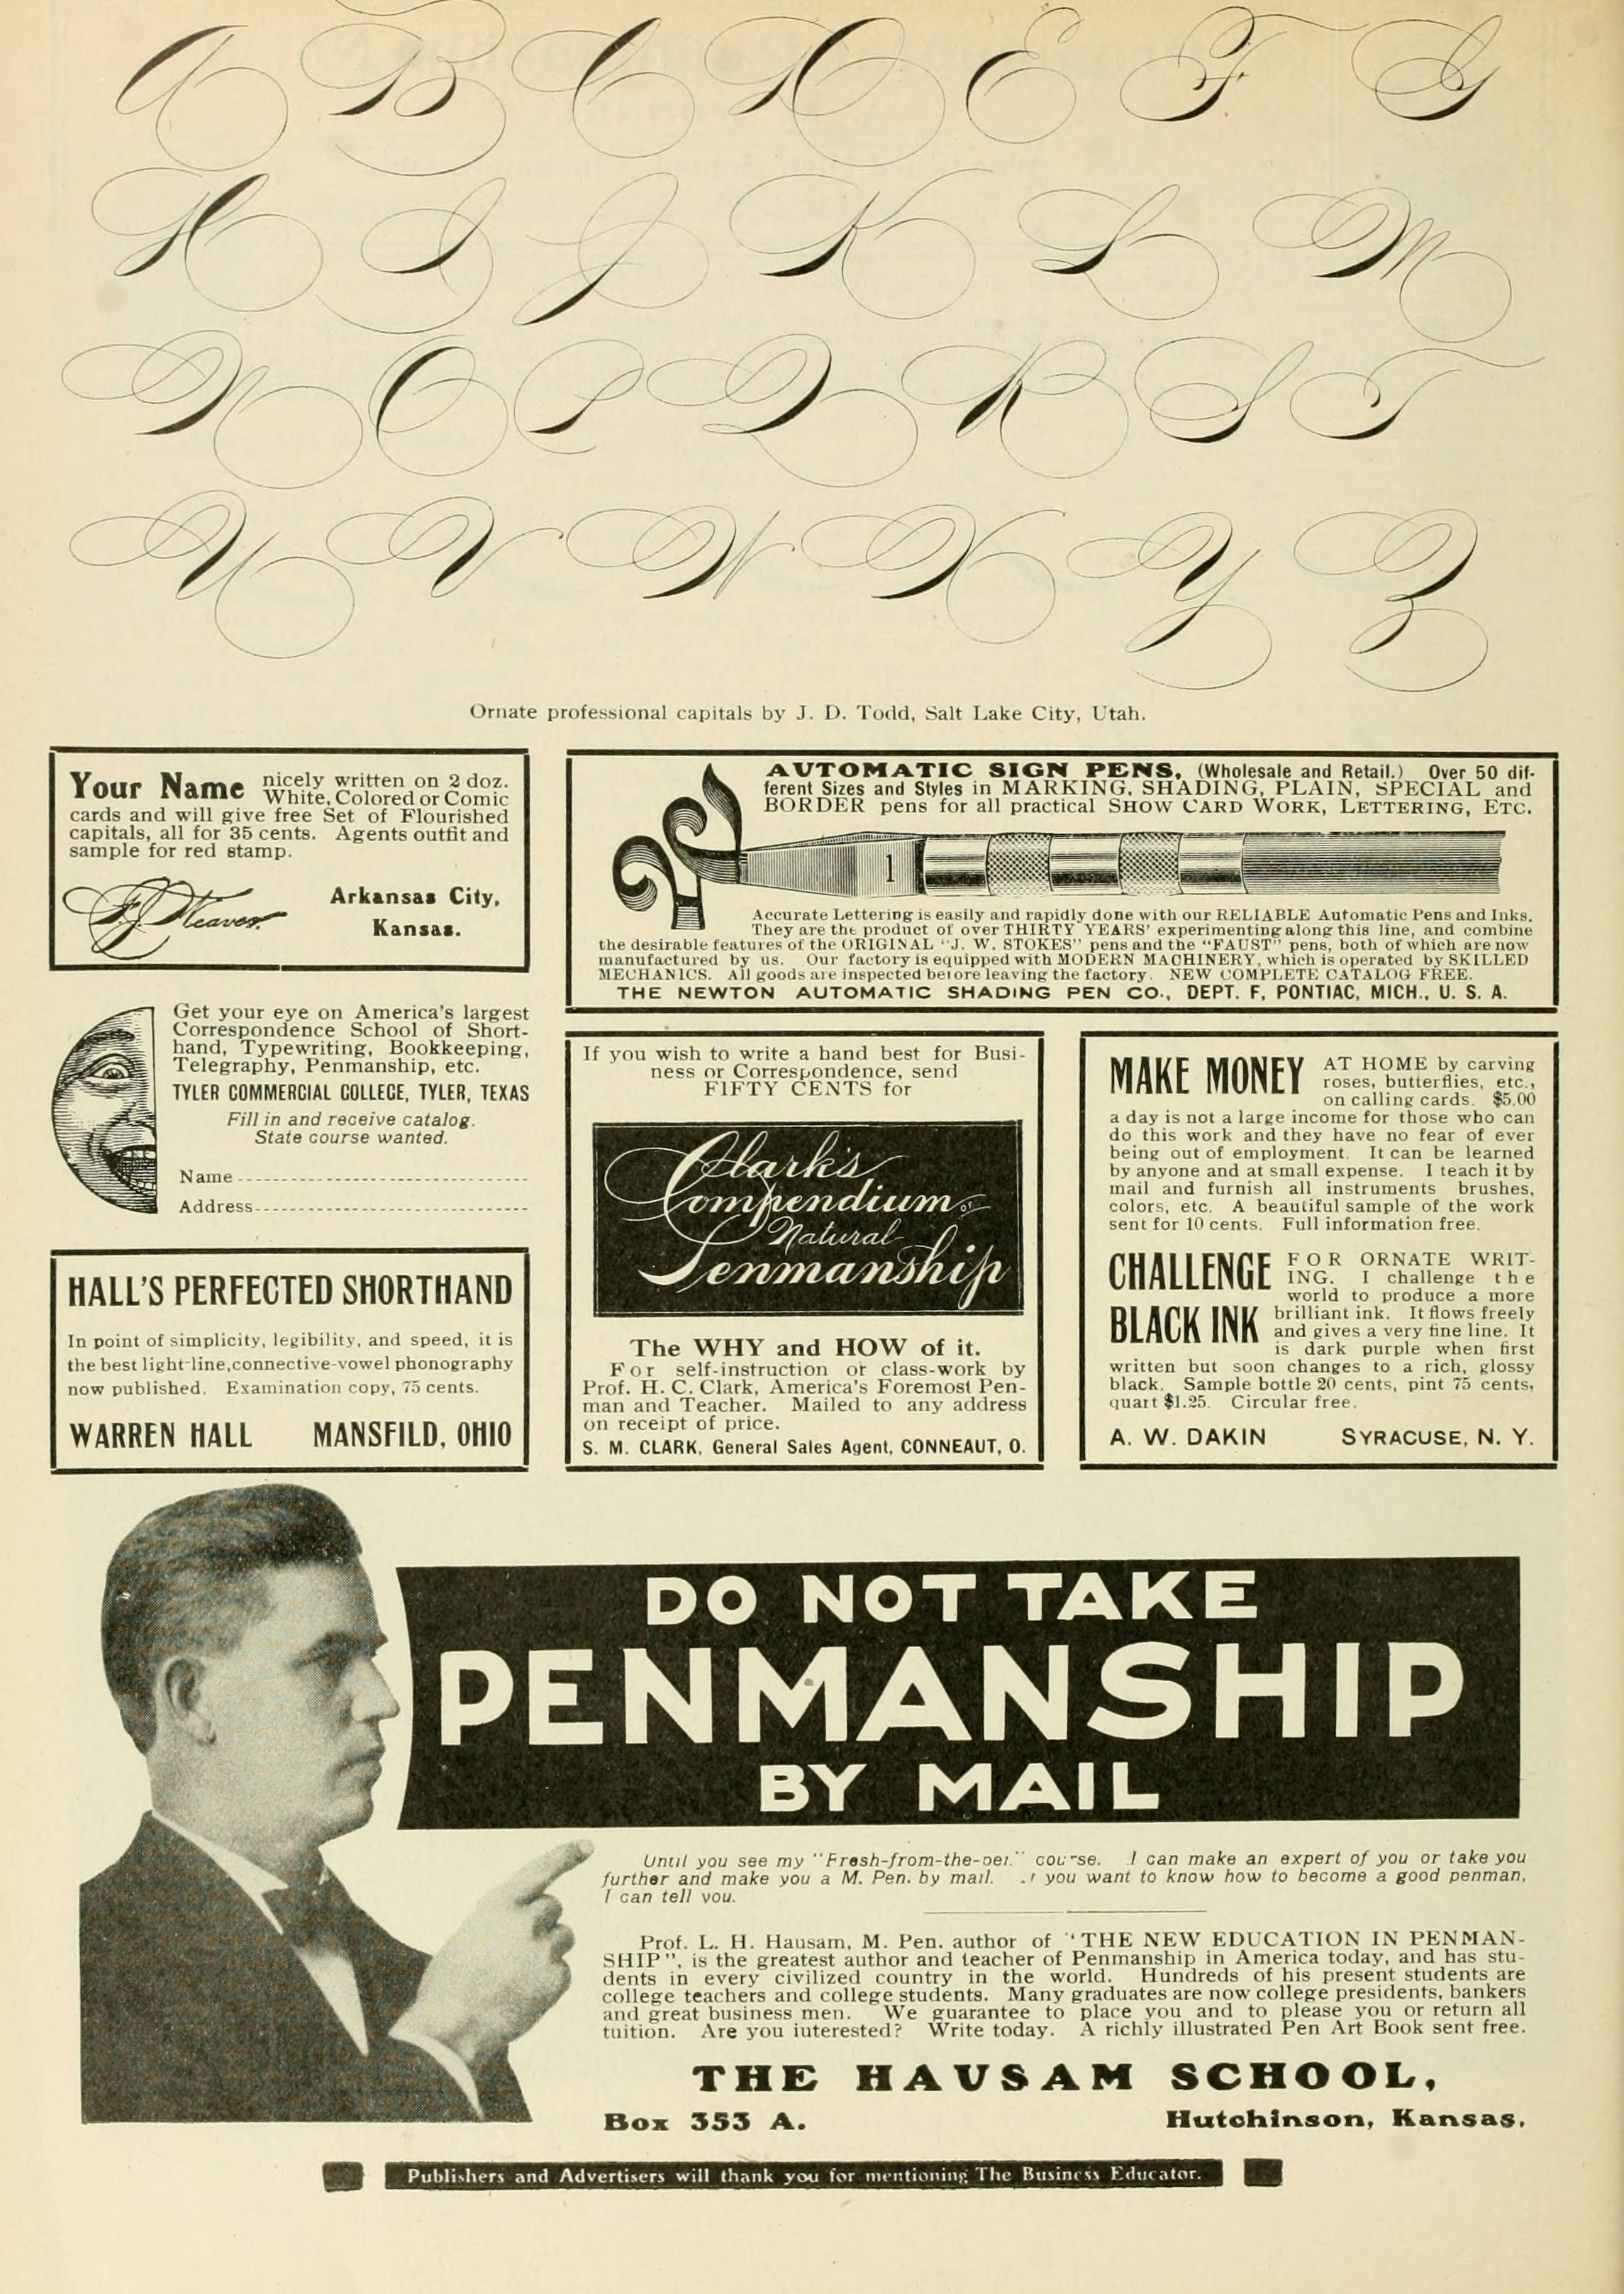 A B C D E F G
H I J K L M
N O P Q R S T
U V W X Y Z
Ornate professional capitals by J. D. Todd, Salt Lake City, Utah.
Your Name nicely written on 2 doz.
White, Colored or Comic
cards and will give free Set of Flourished
capitals, all for 35 cents. Agents outfit and
sample for red stamp.
Arkansas City,
Kansas.
AUTOMATIC SIGN PENS, (Wholesale and Retail.) Over 50 dif-
ferent Sizes and Styles in MARKING, SHADING, PLAIN, SPECIAL and
BORDER pens for all practical SHOW CARD WORK, LETTERING, ETC.
1
Accurate Lettering is easily and rapidly done with our RELIABLE Automatic Pens and Inks.
They are the product of over THIRTY YEARS' experimenting along this line, and combine
the desirable features of the ORIGINAL "J. W. STOKES" pens and the "FAUST" pens, both of which are now
manufactured by us. Our factory is equipped with MODERN MACHINERY, which is operated by SKILLED
MECHANICS. All goods are inspected before leaving the factory. NEW COMPLETE CATALOG FREE.
THE NEWTON AUTOMATIC SHADING PEN CO., DEPT. F, PONTIAC, MICH., U. S. A.
Get your eye on America's largest
Correspondence School of Short-
hand, Typewriting, Bookkeeping,
Telegraphy, Penmanship, etc.
TYLER COMMERCIAL COLLEGE, TYLER, TEXAS
Fill in and receive catalog.
State course wanted.
Name
Address
HALL'S PERFECTED SHORTHAND
In point of simplicity, legibility, and speed, it is
the best light-line,connective-vowel phonography
now published. Examination copy, 75 cents.
WARREN HALL MANSFILD, OHIO
If you wish to write a hand best for Busi-
ness or Correspondence, send
FIFTY CENTS for
Clark's
Compendium of
Natural
Penmanship
The WHY and HOW of it.
For self-instruction or class-work by
Prof. H. C. Clark, America's Foremost Pen-
man and Teacher. Mailed to any address
on receipt of price.
S. M. CLARK, General Sales Agent, CONNEAUT, O.
MAKE MONEY AT HOME by carving
roses, butterflies, etc.,
on calling cards. $5.00
a day is not a large income for those who can
do this work and they have no fear of ever
being out of employment. It can be learned
by anyone and at small expense. I teach it by
mail and furnish all instruments brushes,
colors, etc. A beautiful sample of the work
sent for 10 cents. Full information free.
CHALLENGE FOR ORNATE WRIT-
ING. I challenge the
world to produce a more
BLACK INK brilliant ink. It flows freely
and gives a very fine line. It
is dark purple when first
written but soon changes to a rich, glossy
black. Sample bottle 20 cents, pint 75 cents,
quart $1.25. Circular free.
A. W. DAKIN SYRACUSE, N. Y.
DO NOT TAKE
PENMANSHIP
BY MAIL
Until you see my "Fresh-from-the-pen" course. I can make an expert of you or take you
further and make you a M. Pen. by mail. you want to know how to become a good penman,
I can tell you.
Prof. L. H. Hausam, M. Pen. author of "THE NEW EDUCATION IN PENMAN-
SHIP", is the greatest author and teacher of Penmanship in America today, and has stu-
dents in every civilized country in the world. Hundreds of his present students are
college teachers and college students. Many graduates are now college presidents, bankers
and great business men. We guarantee to place you and to please you or return all
tuition. Are you iuterested? Write today. A richly illustrated Pen Art Book sent free.
THE HAUSAM SCHOOL,
Box 353 A. Hutchinson, Kansas,
Publishers and Advertisers will thank you for mentioning The Business Educator.